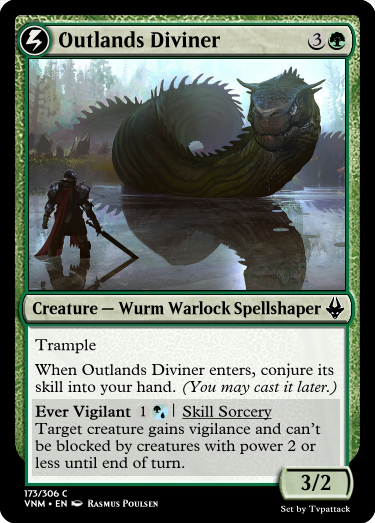 Outlands Diviner 3
Creature — Wurm Warlock Spellshaper
Trample
When Outlands Diviner enters, conjure its
skill into your hand. (You may cast it later.)
Ever Vigilant 1 | Skill Sorcery
Target creature gains vigilance and can't
be blocked by creatures with power 2 or
less until end of turn.
3/2
173/306 C
VNM • EN Rasmus Poulsen
Set by Tvpattack